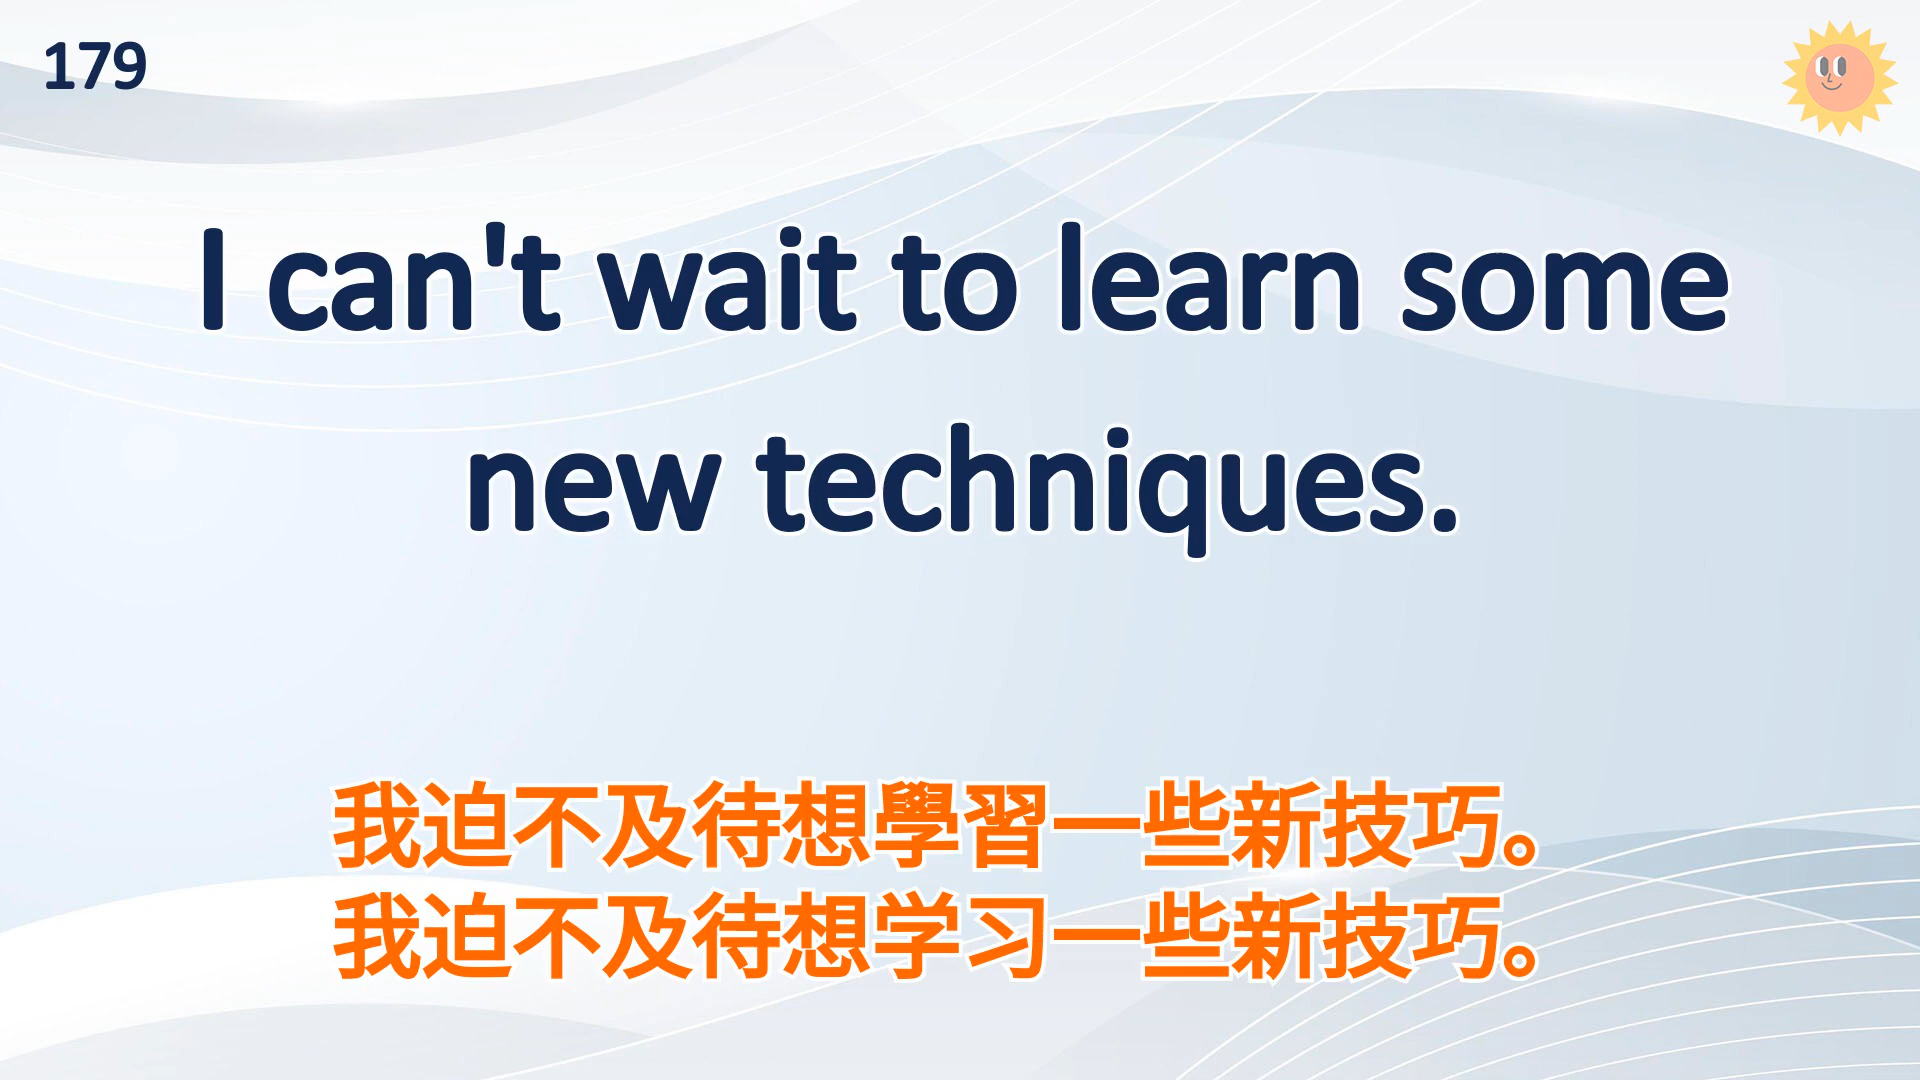 179
I can't wait to learn some
new techniques.
我迫不及待想學習一些新技巧。
我迫不及待想学习一些新技巧。